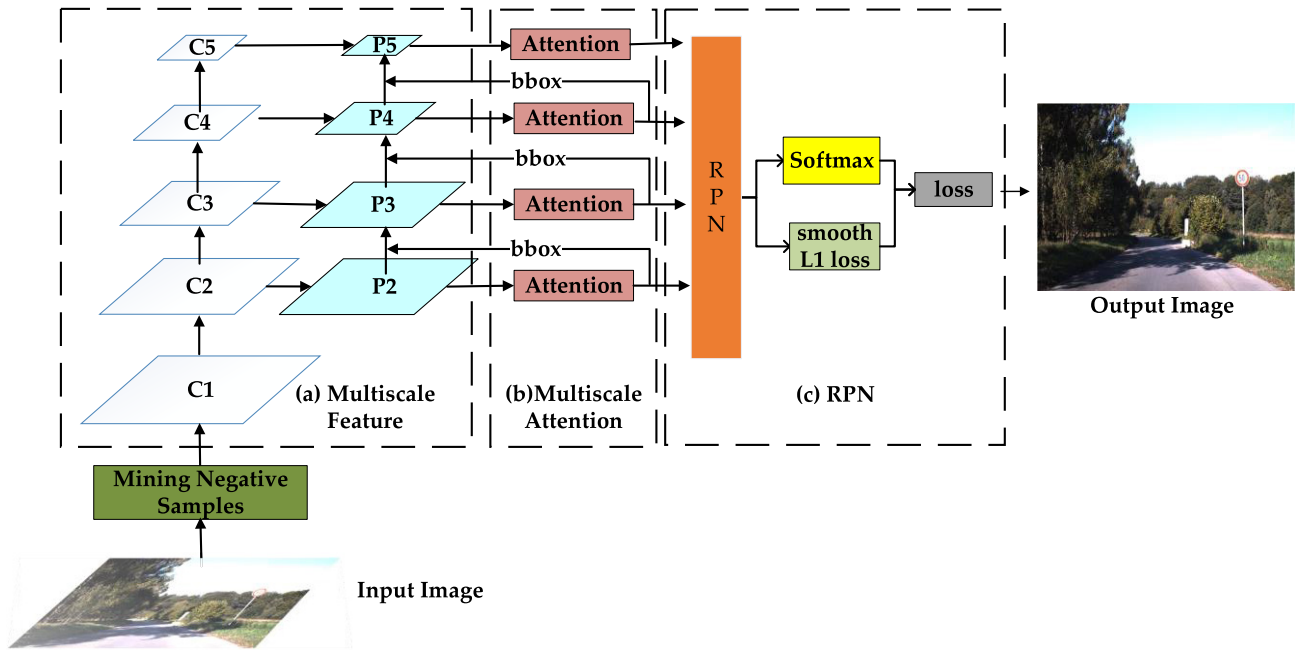 C5
P5
Attention
bbox
C4
P4
Attention
bbox
C3
P3
Attention
bbox
C2
P2
Attention
C1
(a) Multiscale
Feature
(b)Multiscale
Attention
R
P
N
Softmax
smooth
L1 loss
loss
(c) RPN
Output Image
Mining Negative
Samples
Input Image